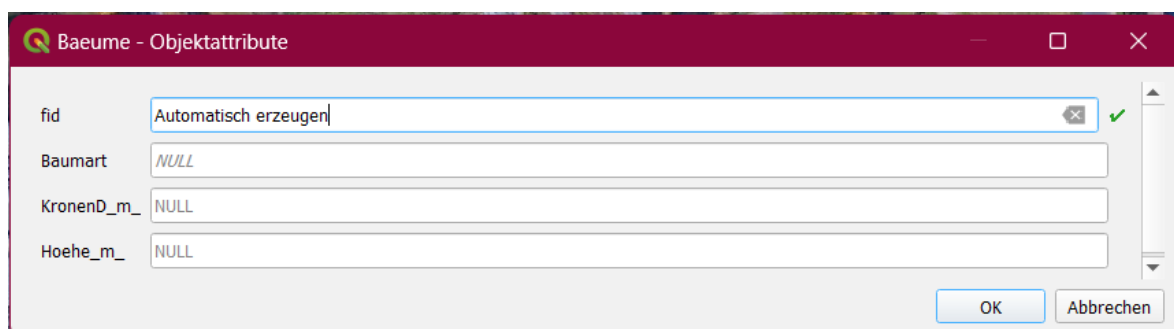 Baeume - Objektattribute
fid Automatisch erzeugen
Baumart NULL
KronenD_m_ NULL
Hoehe_m_ NULL
OK Abbrechen